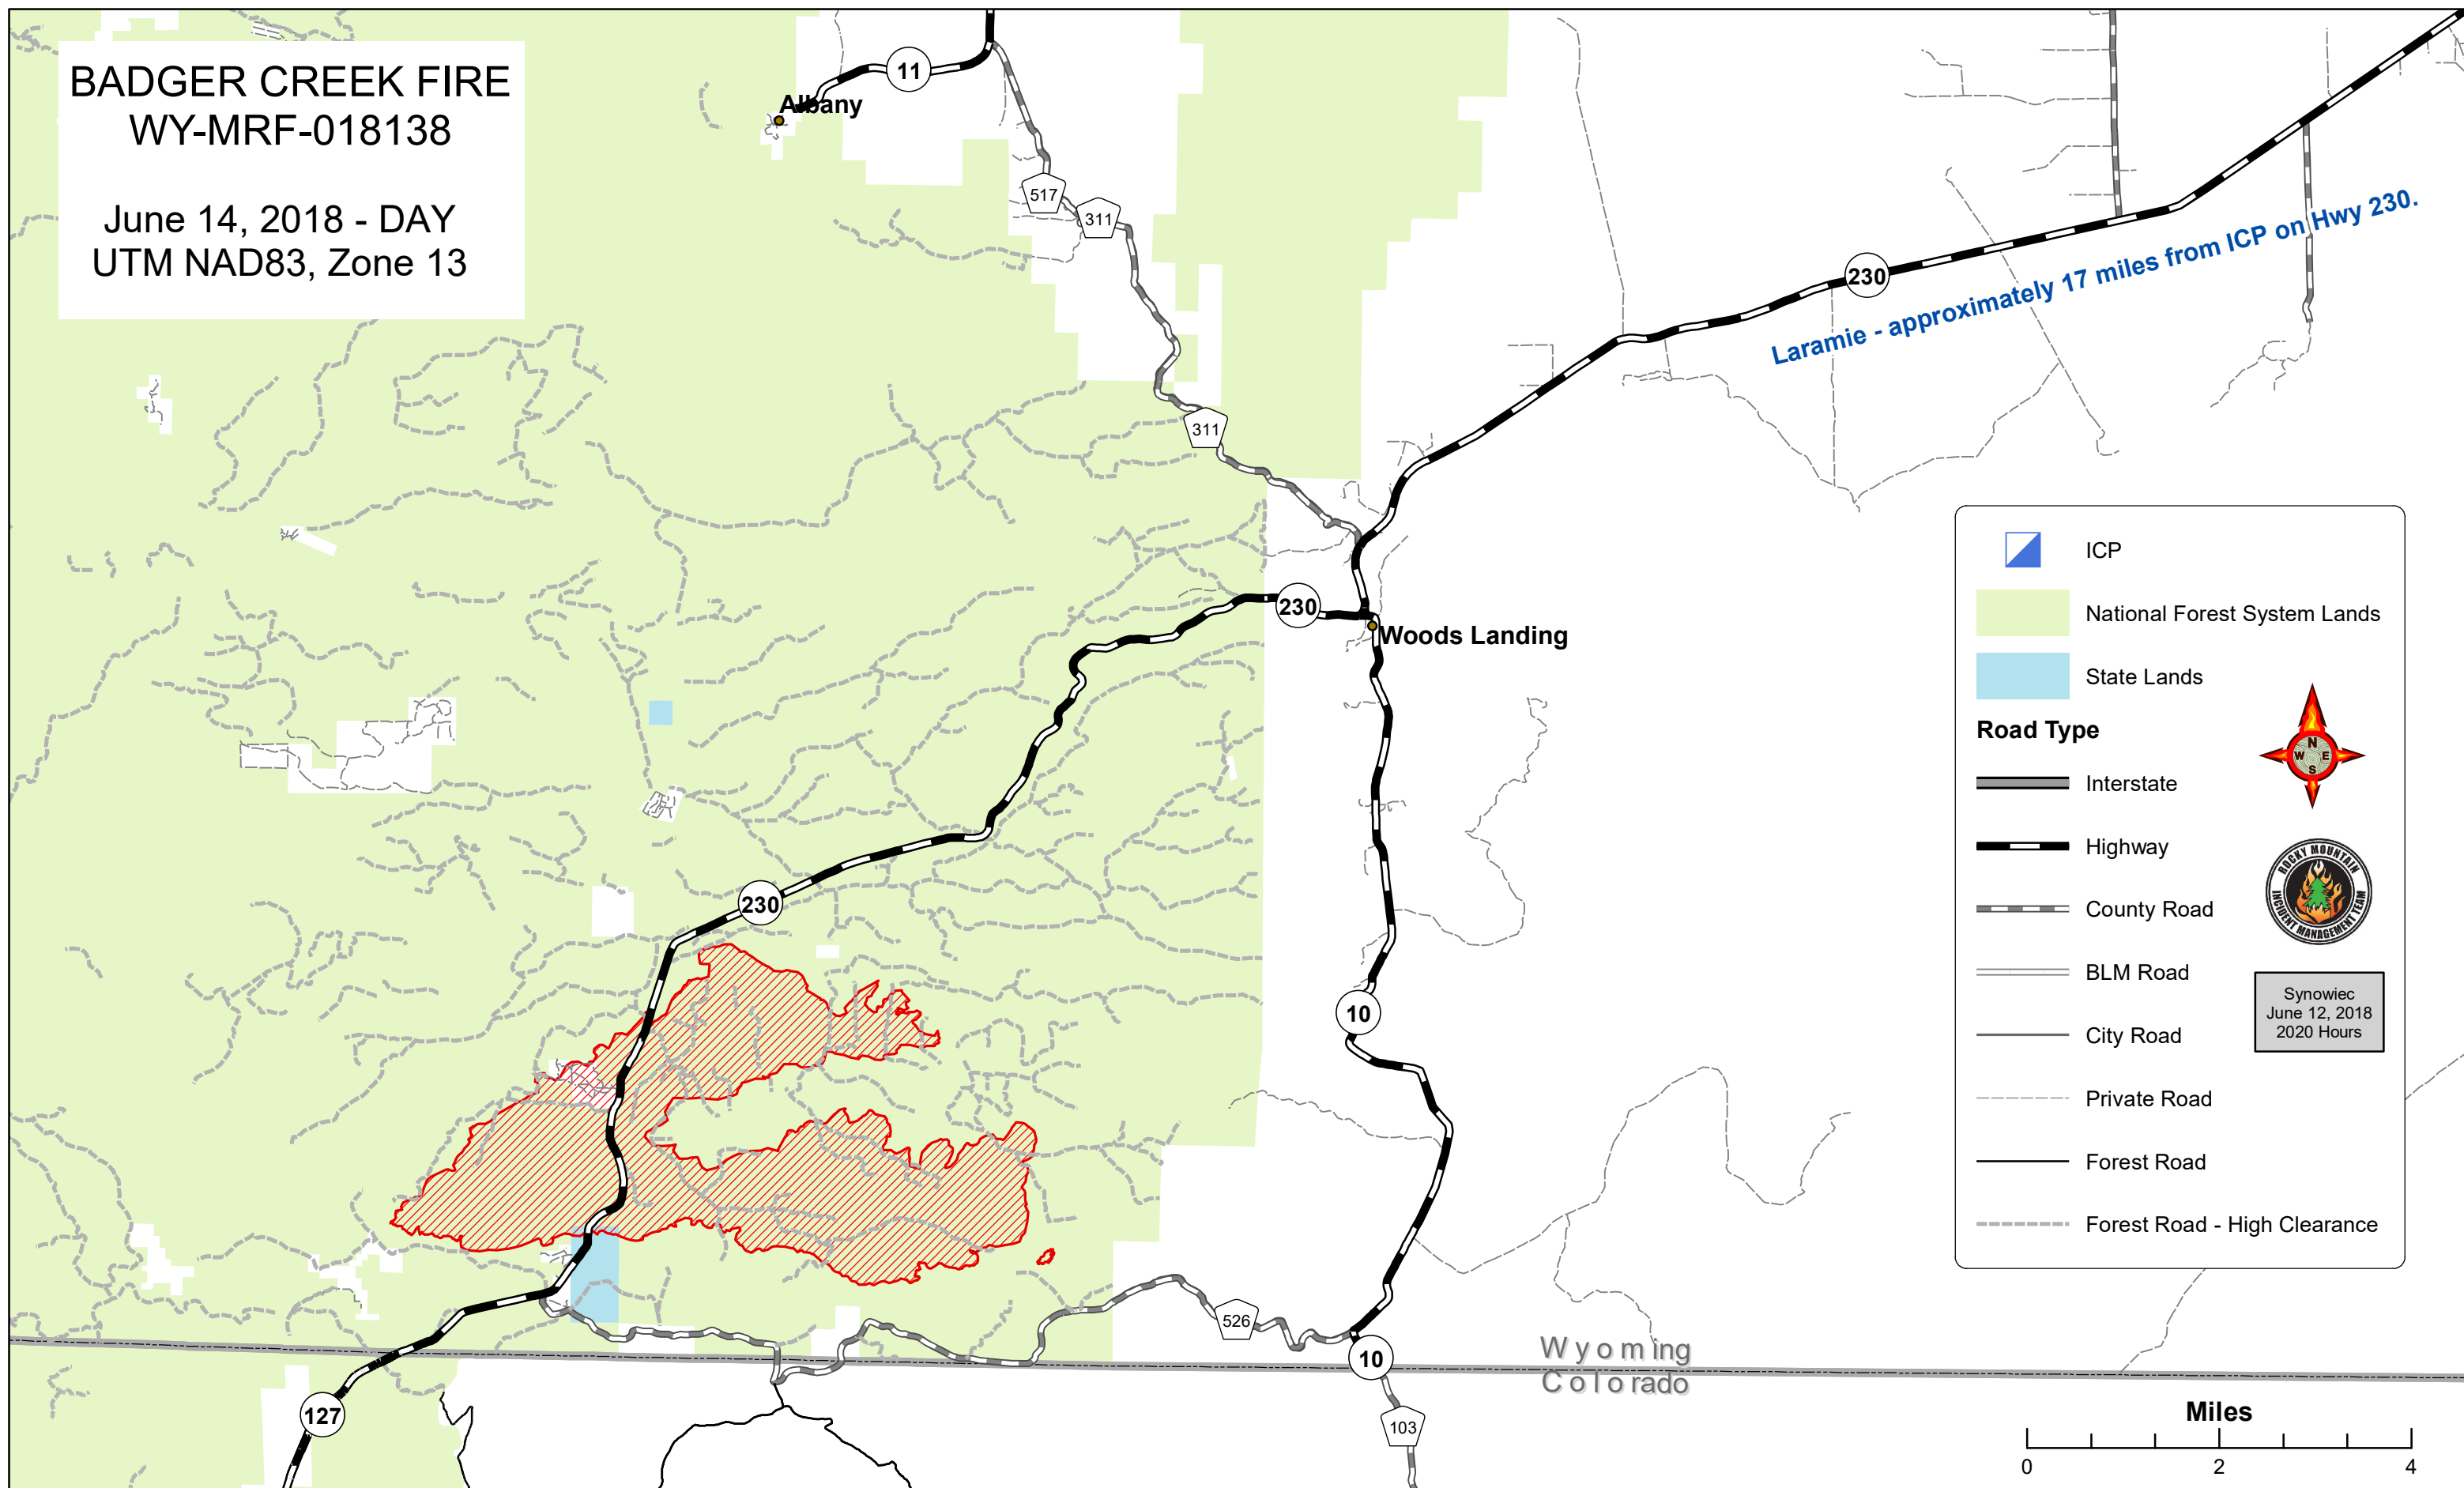 BADGER CREEK FIRE
WY-MRF-018138
June 14, 2018 - DAY
UTM NAD83, Zone 13
11
Albany
517
311
230
Laramie - approximately 17 miles from ICP on Hwy 230.
311
230
Woods Landing
230
10
526
10
Wyoming
Colorado
127
103
ICP
National Forest System Lands
State Lands
Road Type
Interstate
Highway
County Road
BLM Road
City Road
Private Road
Forest Road
Forest Road - High Clearance
N
W E
S
ROCKY MOUNTAIN
INCIDENT MANAGEMENT TEAM
Synowiec
June 12, 2018
2020 Hours
Miles
0 2 4